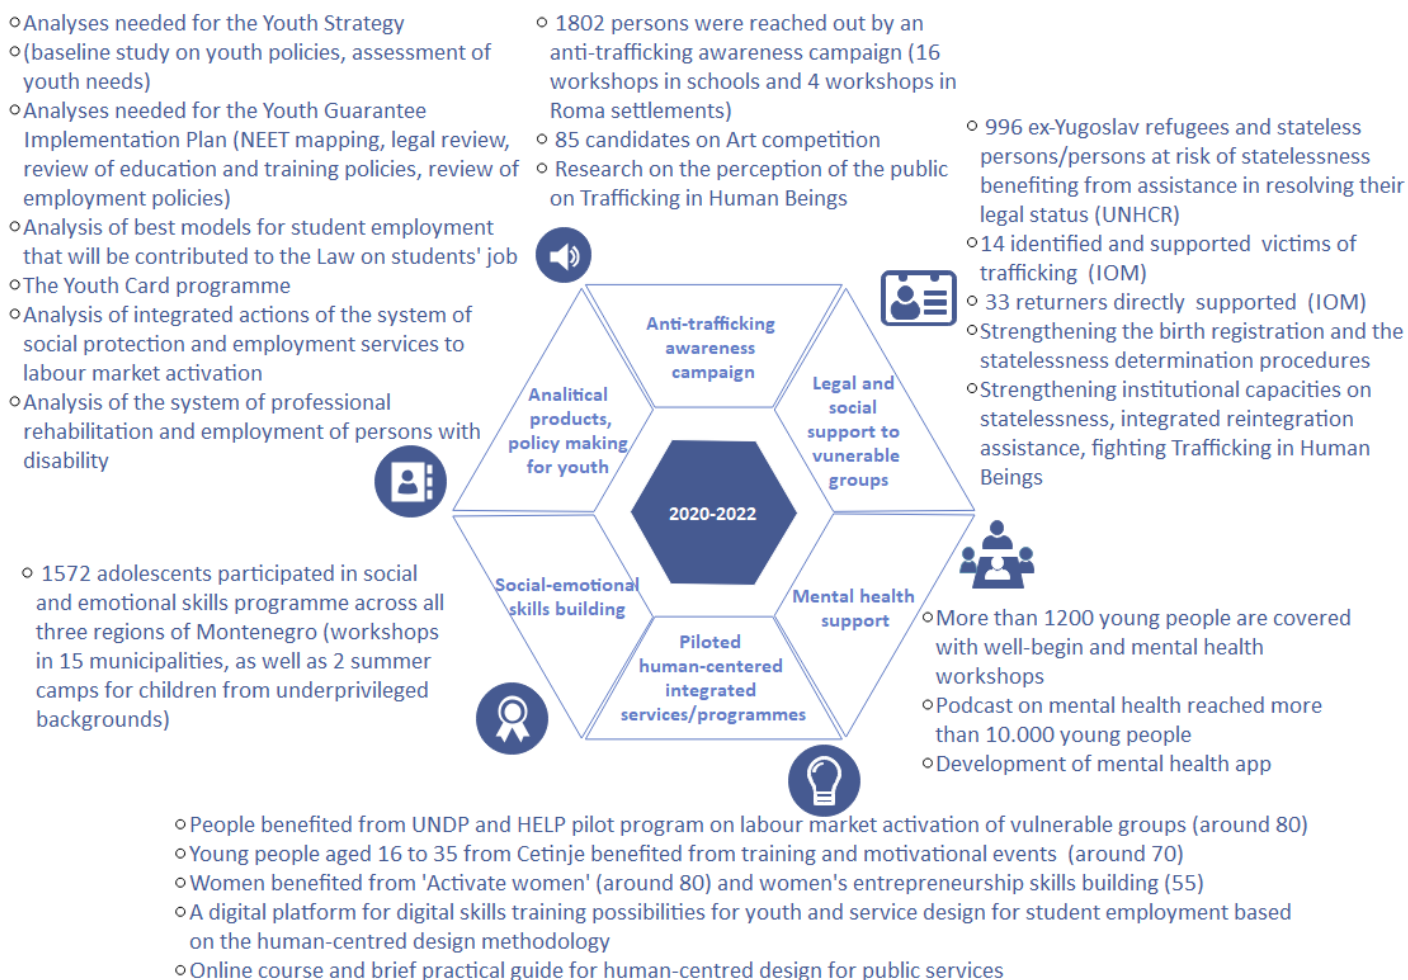 Analyses needed for the Youth Strategy
(baseline study on youth policies, assessment of
youth needs)
Analyses needed for the Youth Guarantee
Implementation Plan (NEET mapping, legal review,
review of education and training policies, review of
employment policies)
Analysis of best models for student employment
that will be contributed to the Law on students' job
The Youth Card programme
Analysis of integrated actions of the system of
social protection and employment services to
labour market activation
Analysis of the system of professional
rehabilitation and employment of persons with
disability
1802 persons were reached out by an
anti-trafficking awareness campaign (16
workshops in schools and 4 workshops in
Roma settlements)
85 candidates on Art competition
Research on the perception of the public
on Trafficking in Human Beings
996 ex-Yugoslav refugees and stateless
persons/persons at risk of statelessness
benefiting from assistance in resolving their
legal status (UNHCR)
14 identified and supported victims of
trafficking (IOM)
33 returners directly supported (IOM)
Strengthening the birth registration and the
statelessness determination procedures
Strengthening institutional capacities on
statelessness, integrated reintegration
assistance, fighting Trafficking in Human
Beings
Anti-trafficking
awareness
campaign
Analitical
products,
policy making
for youth
Legal and
social
support to
vunerable
groups
2020-2022
Social-emotional
skills building
Mental health
support
Piloted
human-centered
integrated
services/programmes
1572 adolescents participated in social
and emotional skills programme across all
three regions of Montenegro (workshops
in 15 municipalities, as well as 2 summer
camps for children from underprivileged
backgrounds)
More than 1200 young people are covered
with well-begin and mental health
workshops
Podcast on mental health reached more
than 10.000 young people
Development of mental health app
People benefited from UNDP and HELP pilot program on labour market activation of vulnerable groups (around 80)
Young people aged 16 to 35 from Cetinje benefited from training and motivational events (around 70)
Women benefited from 'Activate women' (around 80) and women's entrepreneurship skills building (55)
A digital platform for digital skills training possibilities for youth and service design for student employment based
on the human-centred design methodology
Online course and brief practical guide for human-centred design for public services